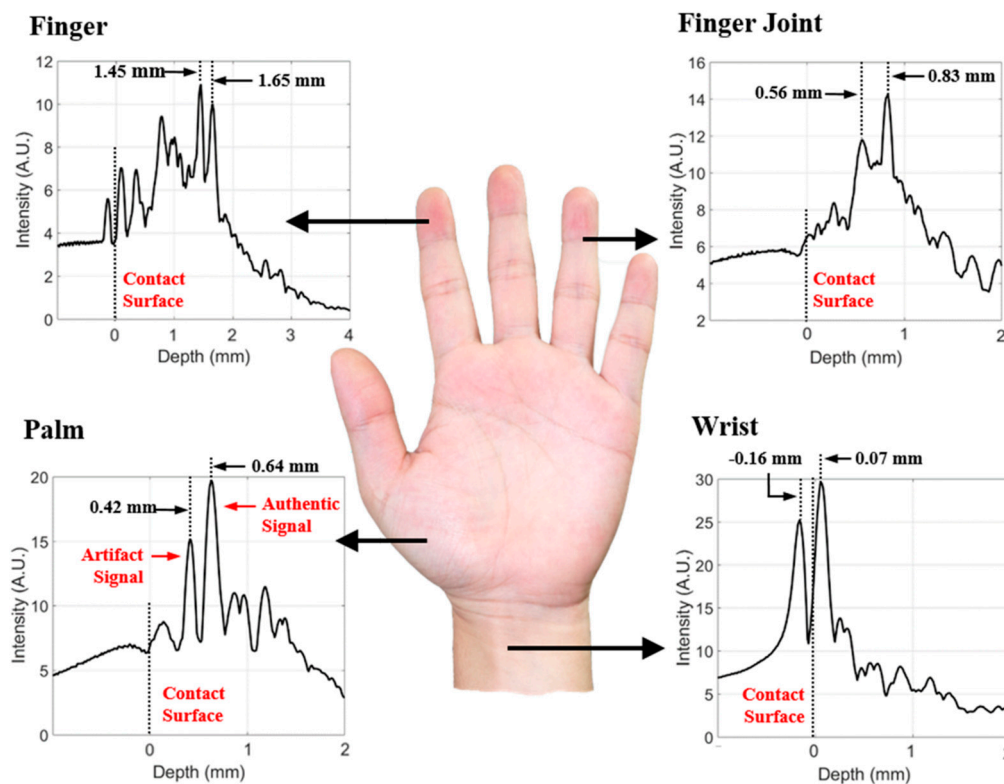 Finger
1.45 mm
1.65 mm
12
10
8
6
4
2
0
Intensity (A.U.)
Contact
Surface
0
1
2
3
4
Depth (mm)
Finger Joint
0.56 mm
0.83 mm
16
14
12
10
8
6
4
2
Intensity (A.U.)
Contact
Surface
0
1
2
Depth (mm)
Palm
0.42 mm
0.64 mm
Authentic
Signal
Artifact
Signal
20
15
10
5
0
Intensity (A.U.)
Contact
Surface
0
1
2
Depth (mm)
Wrist
-0.16 mm
0.07 mm
30
25
20
15
10
5
0
Intensity (A.U.)
Contact
Surface
0
1
2
Depth (mm)